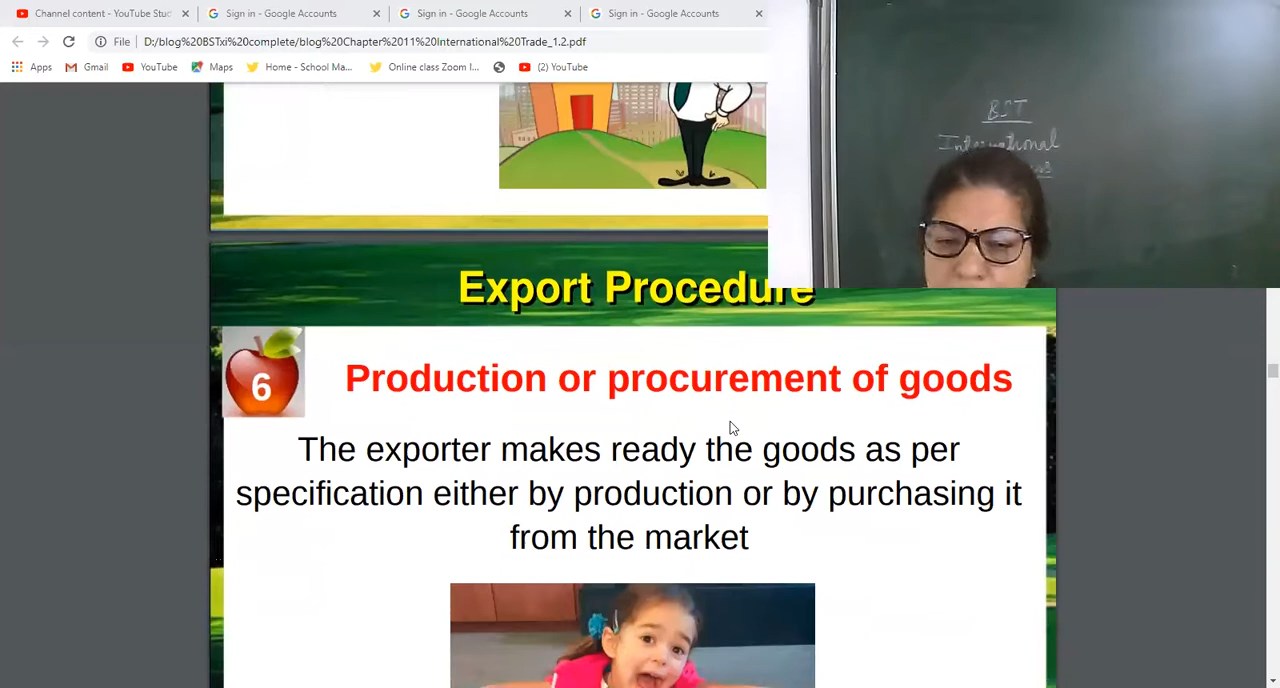 Channel content - YouTube Stud
Sign in - Google Accounts
Sign in - Google Accounts
Sign in - Google Accounts
File
D:/blog%20BSTxi%20complete/blog%20Chapter%2011%20International%20Trade_1.2.pdf
Apps
Gmail
YouTube
Maps
Home - School Ma...
Online class Zoom I...
(2) YouTube
BST
International
Export Procedure
6
Production or procurement of goods
The exporter makes ready the goods as per
specification either by production or by purchasing it
from the market